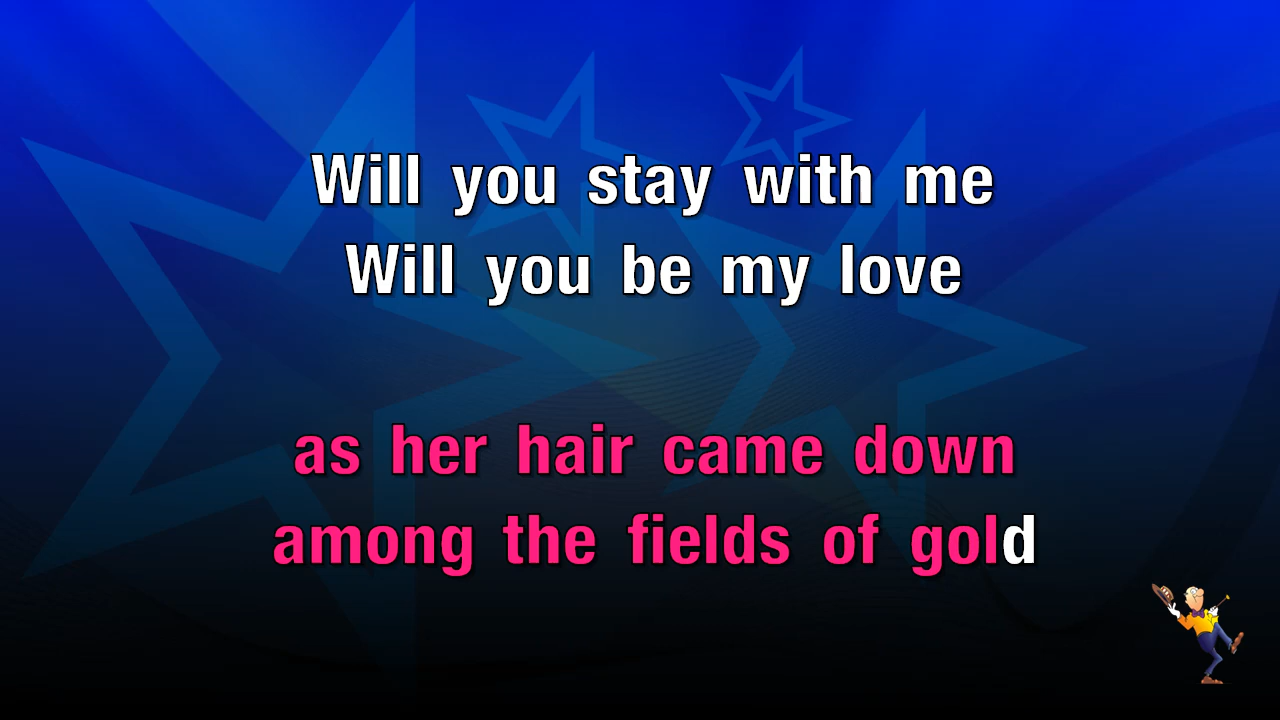 Will you stay with me
Will you be my love
as her hair came down
among the fields of gold